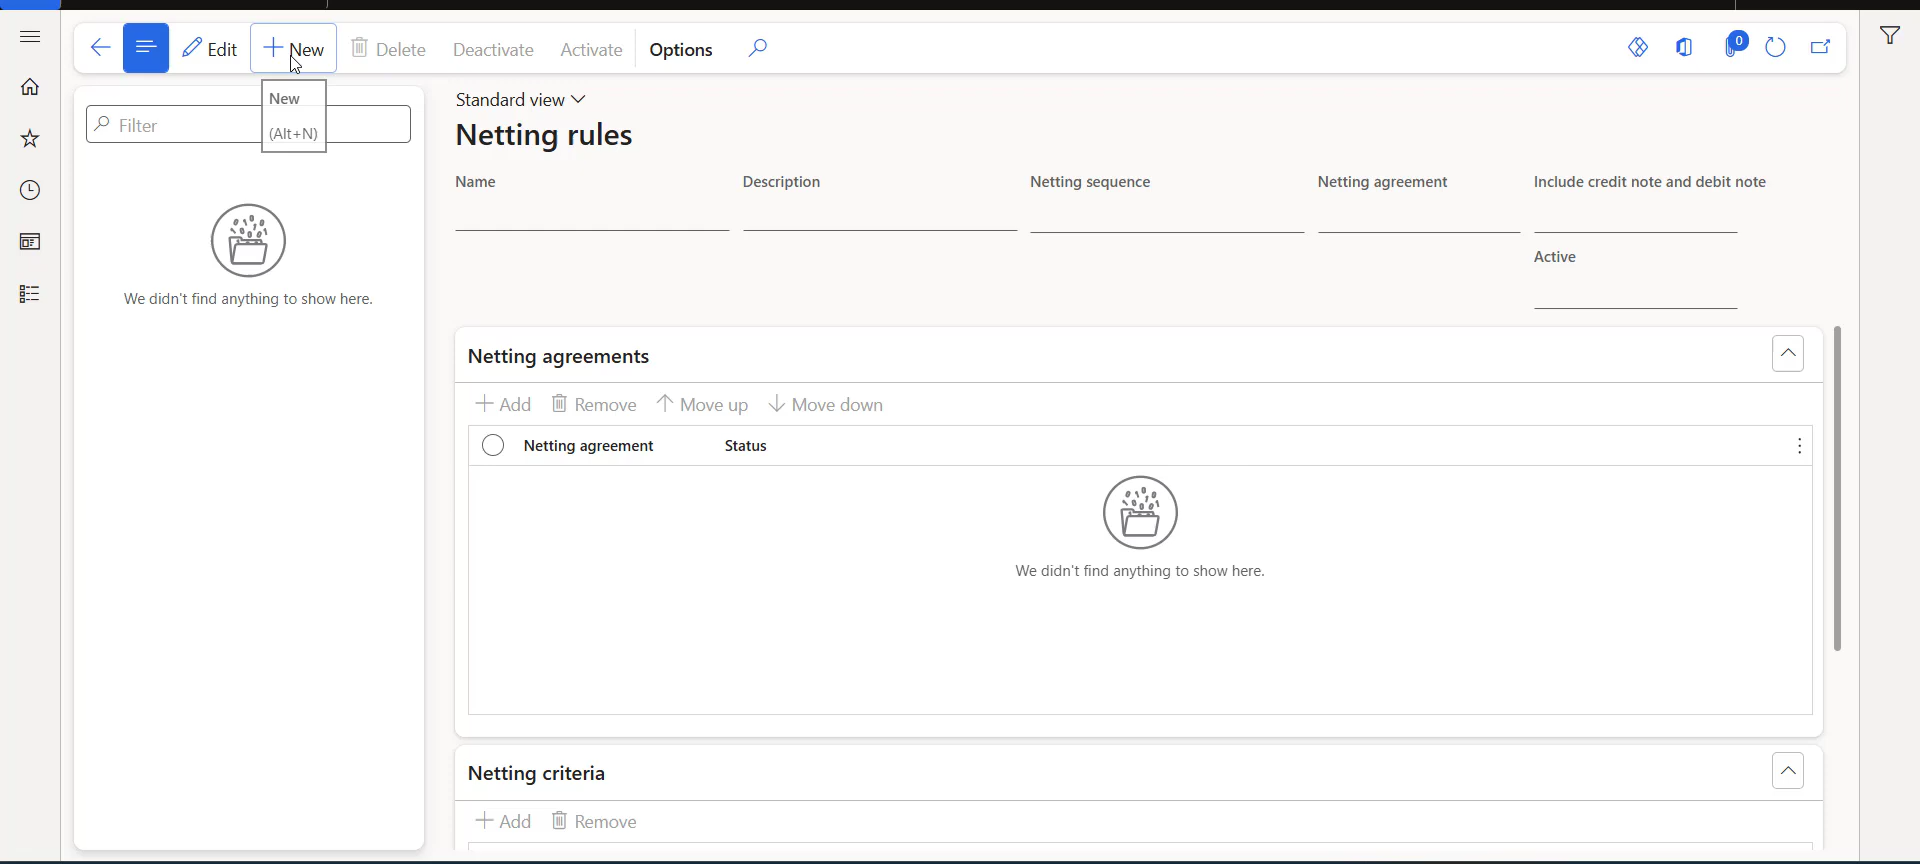 Edit
New
Delete
Deactivate
Activate
Options
0
New
(Alt+N)
Filter
We didn't find anything to show here.
Standard view
Netting rules
Name
Description
Netting sequence
Netting agreement
Include credit note and debit note
Active
Netting agreements
Add
Remove
Move up
Move down
Netting agreement
Status
We didn't find anything to show here.
Netting criteria
Add
Remove